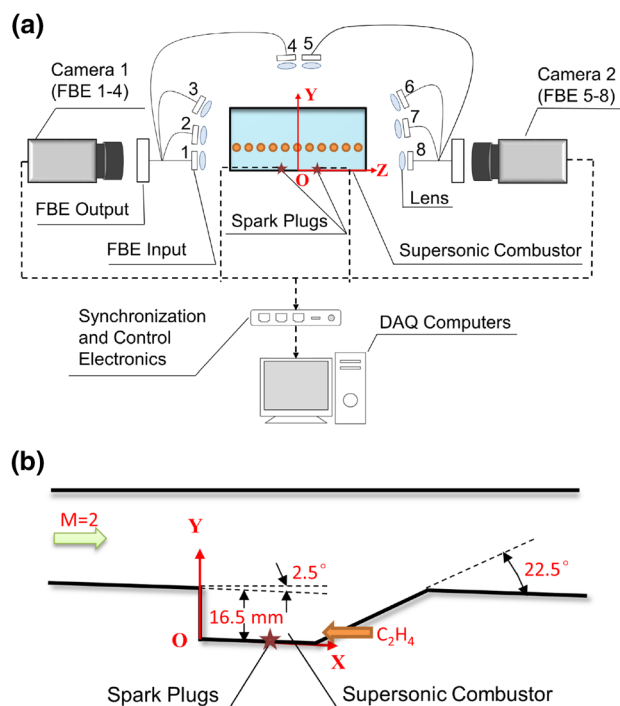 (a)
4 5
Camera 1
(FBE 1-4)
Camera 2
(FBE 5-8)
3
2
1
Y
O
Z
6
7
8
FBE Output
FBE Input
Spark Plugs
Lens
Supersonic Combustor
Synchronization
and Control
Electronics
DAQ Computers
(b)
M=2
Y
2.5°
22.5°
16.5 mm
O
C₂H₄
X
Spark Plugs
Supersonic Combustor